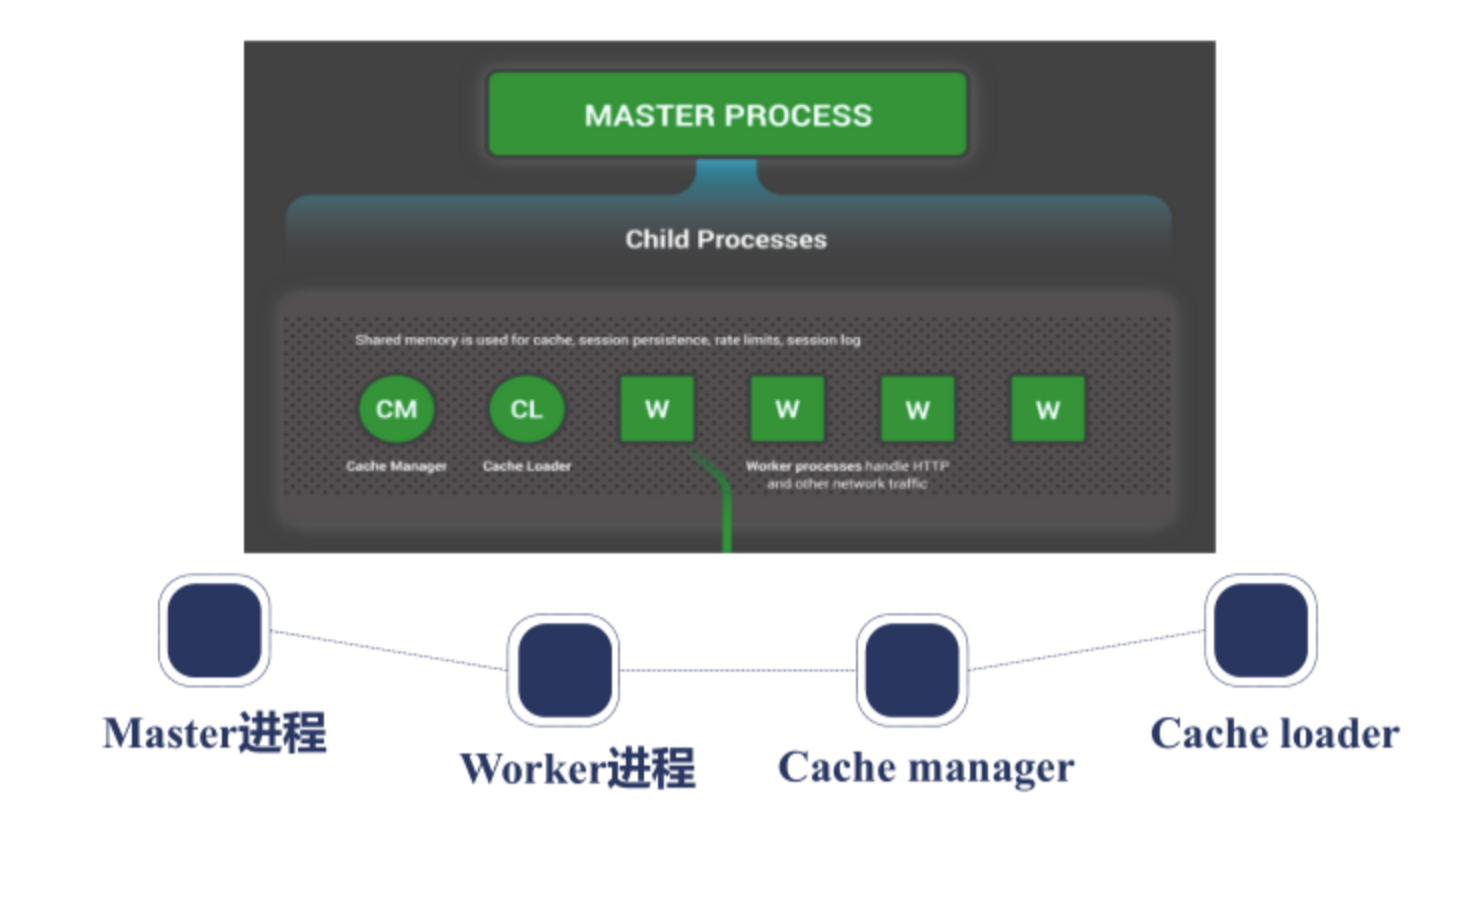 MASTER PROCESS
Child Processes
Shared memory is used for cache, session persistence, rate limits, session log
CM
CL
W
W
W
W
Cache Manager
Cache Loader
Worker processes handle HTTP
and other network traffic
Master进程
Worker进程
Cache manager
Cache loader